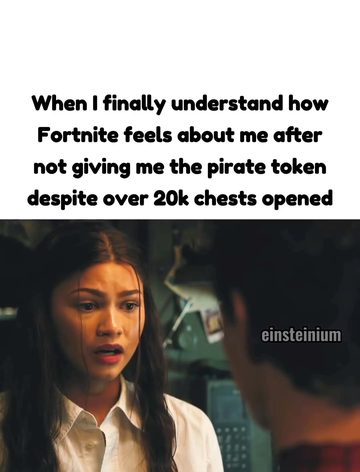 When I finally understand how
Fortnite feels about me after
not giving me the pirate token
despite over 20k chests opened
einsteinium